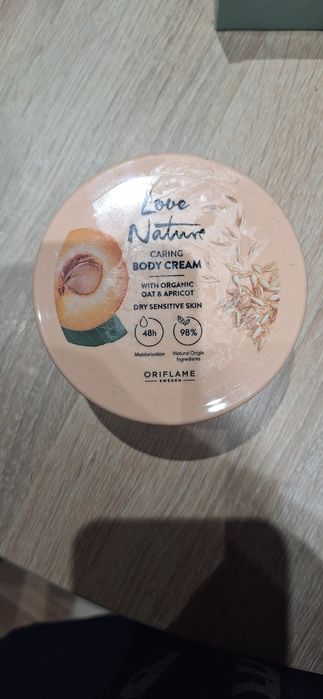 Love
Nature
CARING
BODY CREAM
WITH ORGANIC
OAT & APRICOT
DRY SENSITIVE SKIN
48h 98%
Moisturisation Natural Origin
Ingredients
ORIFLAME
SWEDEN